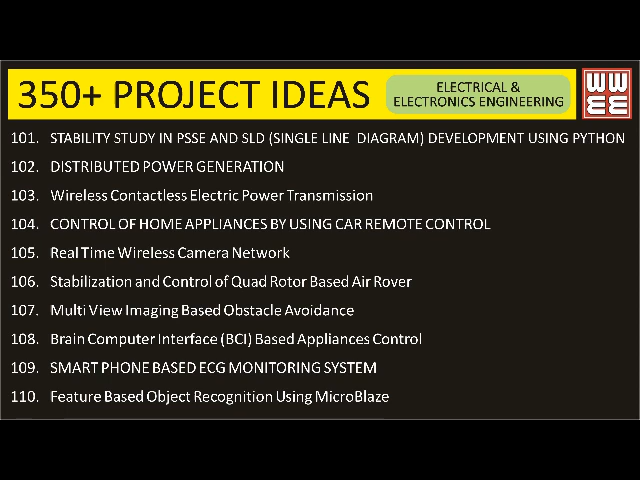 350+ PROJECT IDEAS
ELECTRICAL &
ELECTRONICS ENGINEERING
WW
EE
101. STABILITY STUDY IN PSSE AND SLD (SINGLE LINE DIAGRAM) DEVELOPMENT USING PYTHON
102. DISTRIBUTED POWER GENERATION
103. Wireless Contactless Electric Power Transmission
104. CONTROL OF HOME APPLIANCES BY USING CAR REMOTE CONTROL
105. Real Time Wireless Camera Network
106. Stabilization and Control of Quad Rotor Based Air Rover
107. Multi View Imaging Based Obstacle Avoidance
108. Brain Computer Interface (BCI) Based Appliances Control
109. SMART PHONE BASED ECG MONITORING SYSTEM
110. Feature Based Object Recognition Using MicroBlaze